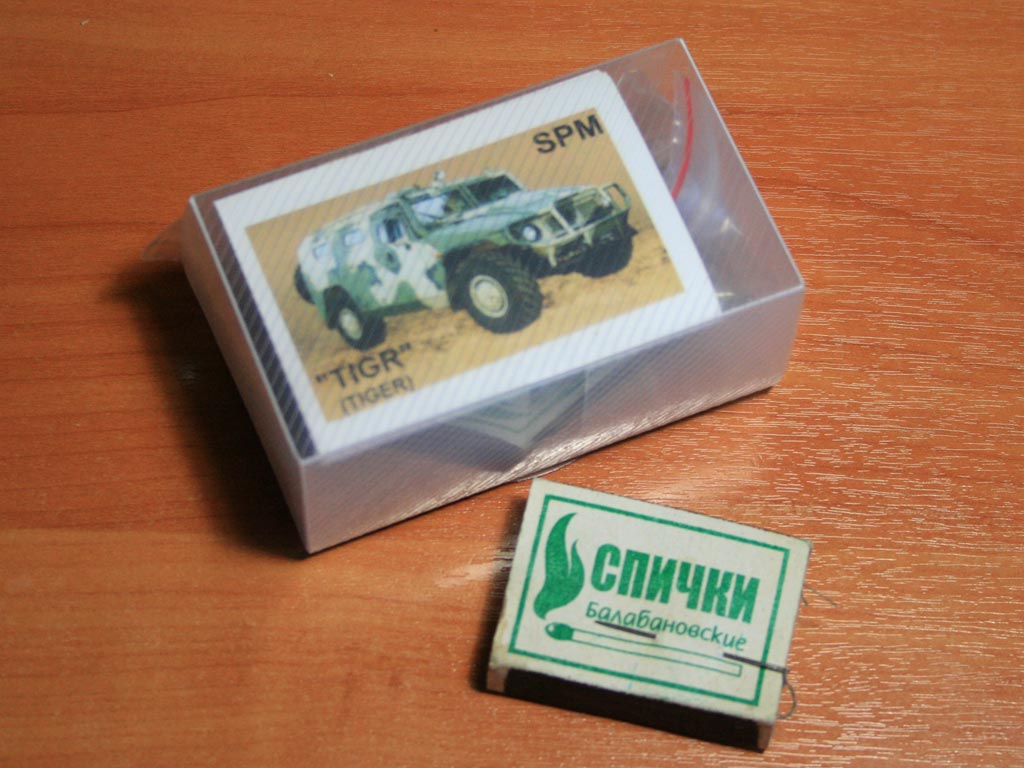 SPM
"TIGR"
(TIGER)
СПИЧКИ
Балабановские